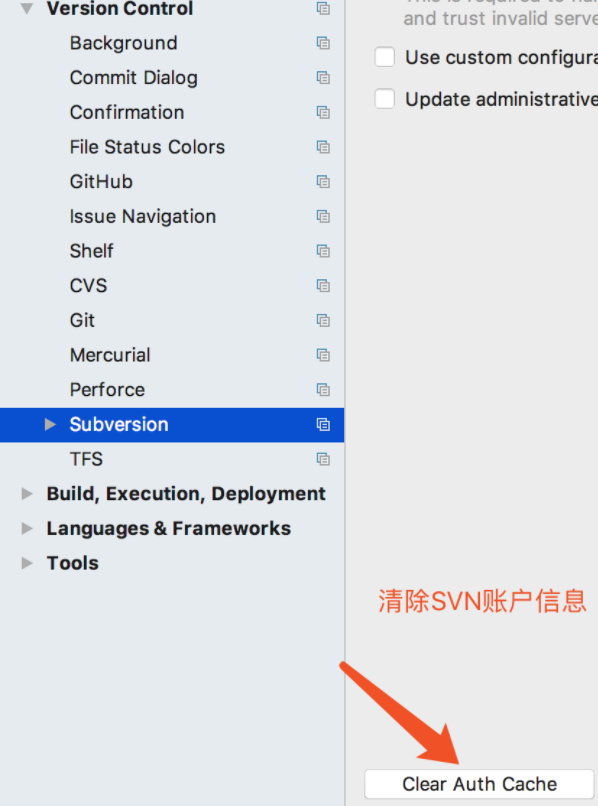 Version Control
Background
Commit Dialog
Confirmation
File Status Colors
GitHub
Issue Navigation
Shelf
CVS
Git
Mercurial
Perforce
Subversion
TFS
Build, Execution, Deployment
Languages & Frameworks
Tools
and trust invalid serve
Use custom configura
Update administrative
清除SVN账户信息
Clear Auth Cache